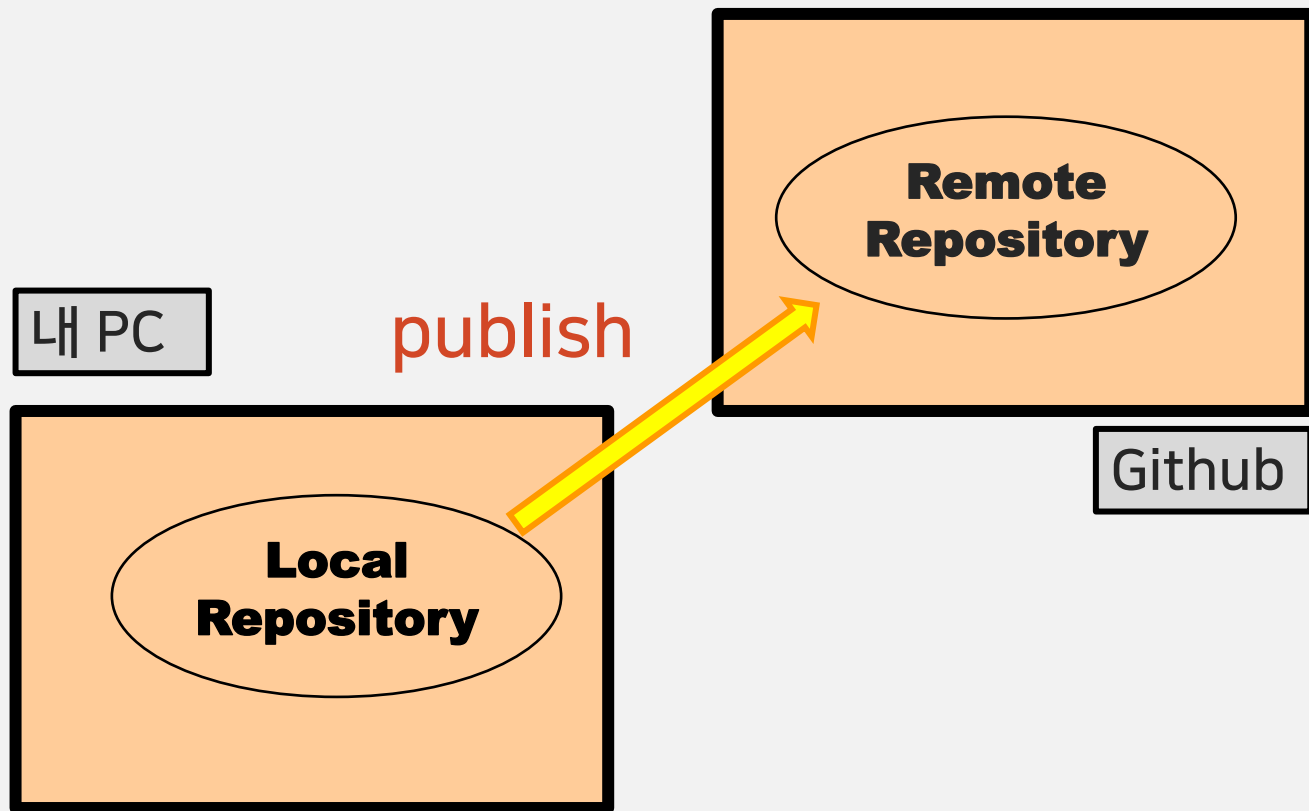 Remote
Repository
내 PC
publish
Github
Local
Repository